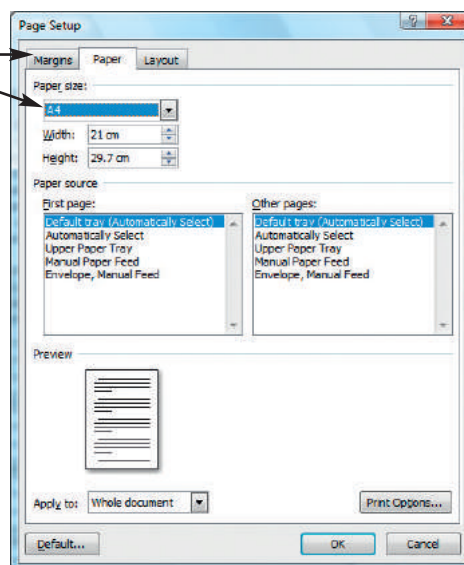 Page Setup
Margins Paper Layout
Paper size:
A4
Width: 21 cm
Height: 29.7 cm
Paper source
First page: Other pages:
Default tray (Automatically Select) Default tray (Automatically Select)
Automatically Select Automatically Select
Upper Paper Tray Upper Paper Tray
Manual Paper Feed Manual Paper Feed
Envelope, Manual Feed Envelope, Manual Feed
Preview
Apply to: Whole document Print Options...
Default... OK Cancel